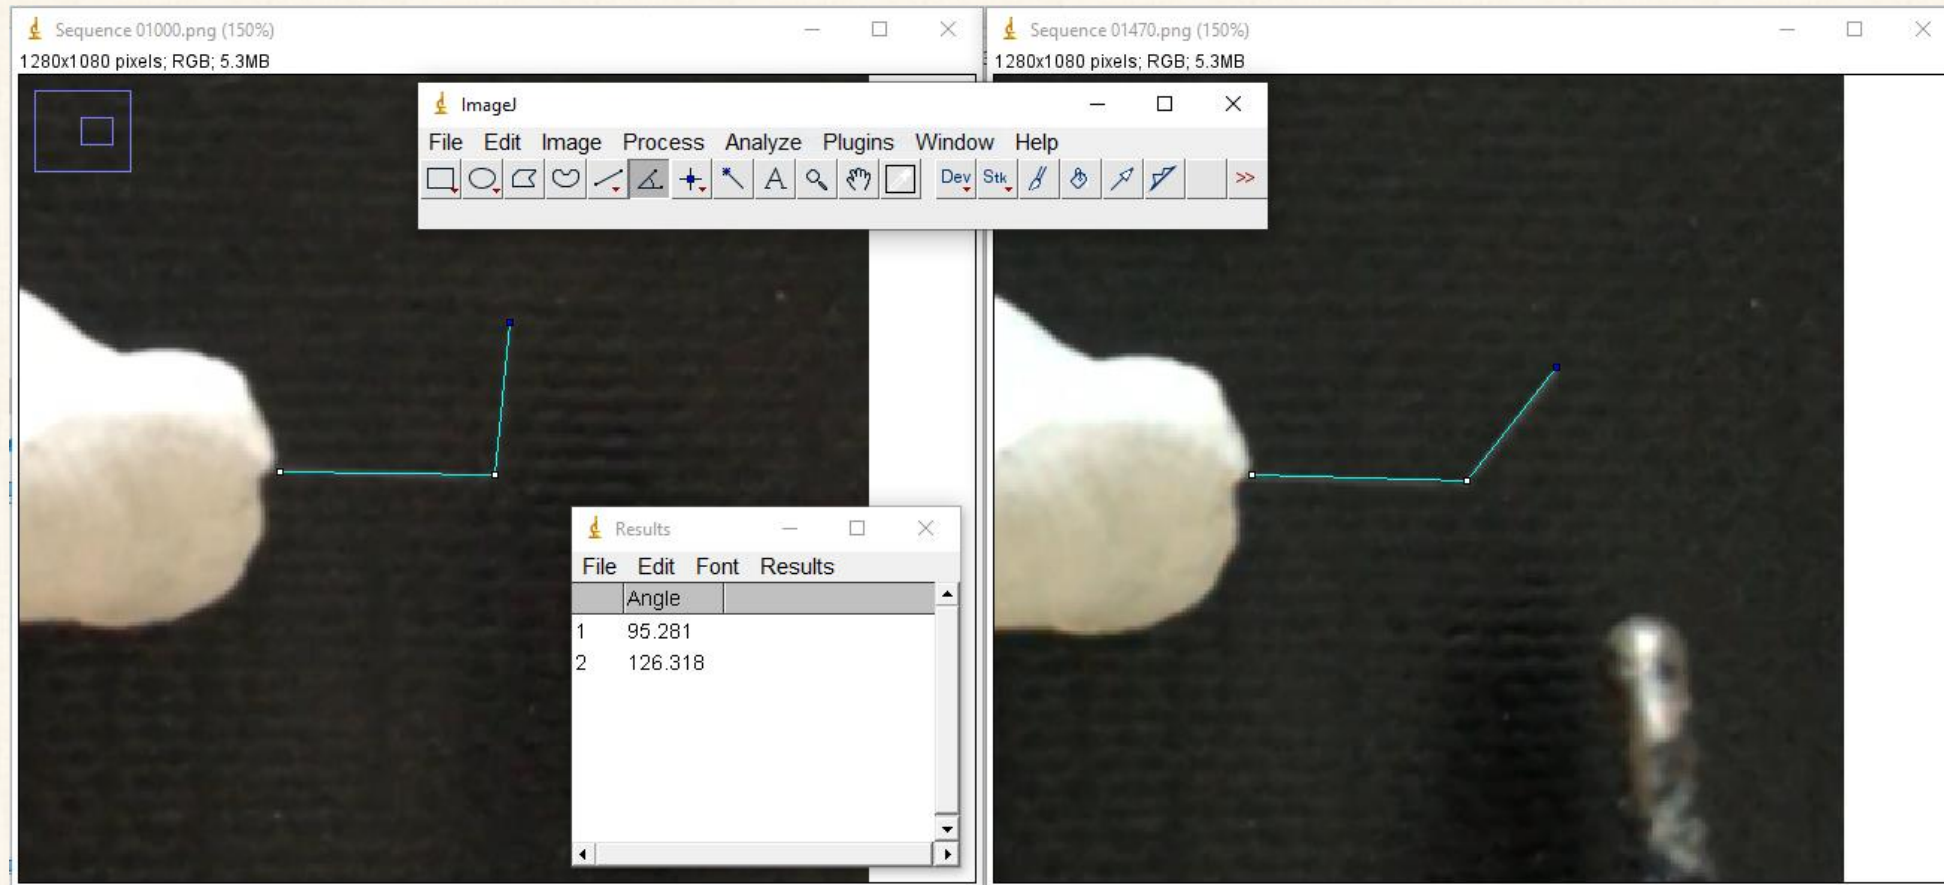 Sequence 01000.png (150%)
1280x1080 pixels; RGB; 5.3MB
Sequence 01470.png (150%)
1280x1080 pixels; RGB; 5.3MB
ImageJ
File Edit Image Process Analyze Plugins Window Help
A Dev Stk >>
Results
File Edit Font Results
Angle
1 95.281
2 126.318